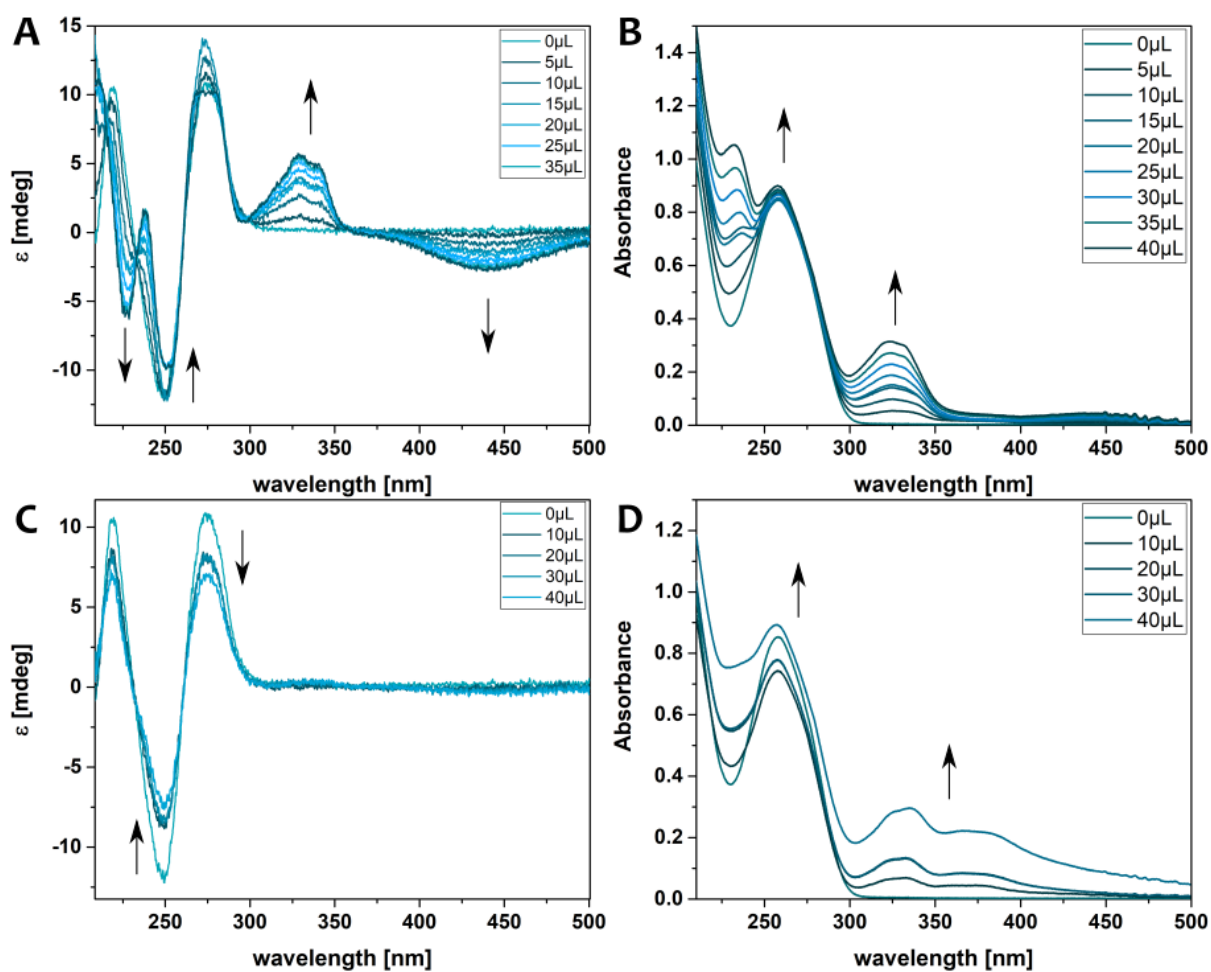 A
ε [mdeg]
15
10
5
0
-5
-10
250
300
350
400
450
500
wavelength [nm]
0µL
5µL
10µL
15µL
20µL
25µL
35µL
B
Absorbance
1.4
1.2
1.0
0.8
0.6
0.4
0.2
0.0
250
300
350
400
450
500
wavelength [nm]
0µL
5µL
10µL
15µL
20µL
25µL
30µL
35µL
40µL
C
ε [mdeg]
10
5
0
-5
-10
250
300
350
400
450
500
wavelength [nm]
0µL
10µL
20µL
30µL
40µL
D
Absorbance
1.2
1.0
0.8
0.6
0.4
0.2
0.0
250
300
350
400
450
500
wavelength [nm]
0µL
10µL
20µL
30µL
40µL